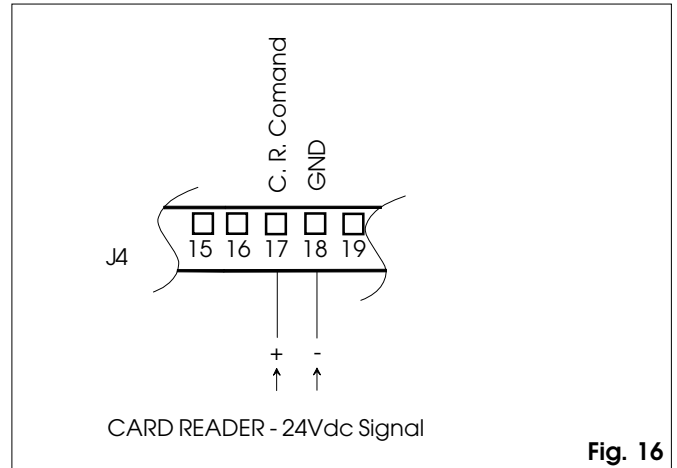 C. R. Comand
GND
15 16 17 18 19
J4
+ -
CARD READER - 24Vdc Signal
Fig. 16